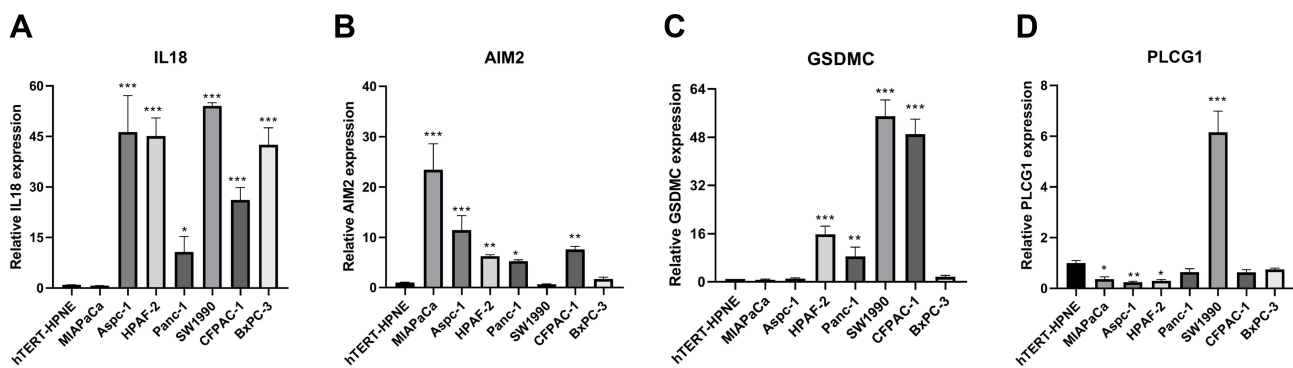 A
IL18
Relative IL18 expression
60
45
30
15
0
***
***
*
***
***
***
hTERT-HPNE
MIAPaCa
Aspc-1
HPAF-2
Panc-1
SW1990
CFPAC-1
BxPC-3
B
AIM2
Relative AIM2 expression
40
30
20
10
0
***
***
**
*
**
hTERT-HPNE
MIAPaCa
Aspc-1
HPAF-2
Panc-1
SW1990
CFPAC-1
BxPC-3
C
GSDMC
Relative GSDMC expression
64
48
32
16
0
***
**
***
***
hTERT-HPNE
MIAPaCa
Aspc-1
HPAF-2
Panc-1
SW1990
CFPAC-1
BxPC-3
D
PLCG1
Relative PLCG1 expression
8
6
4
2
0
*
**
*
***
hTERT-HPNE
MIAPaCa
Aspc-1
HPAF-2
Panc-1
SW1990
CFPAC-1
BxPC-3